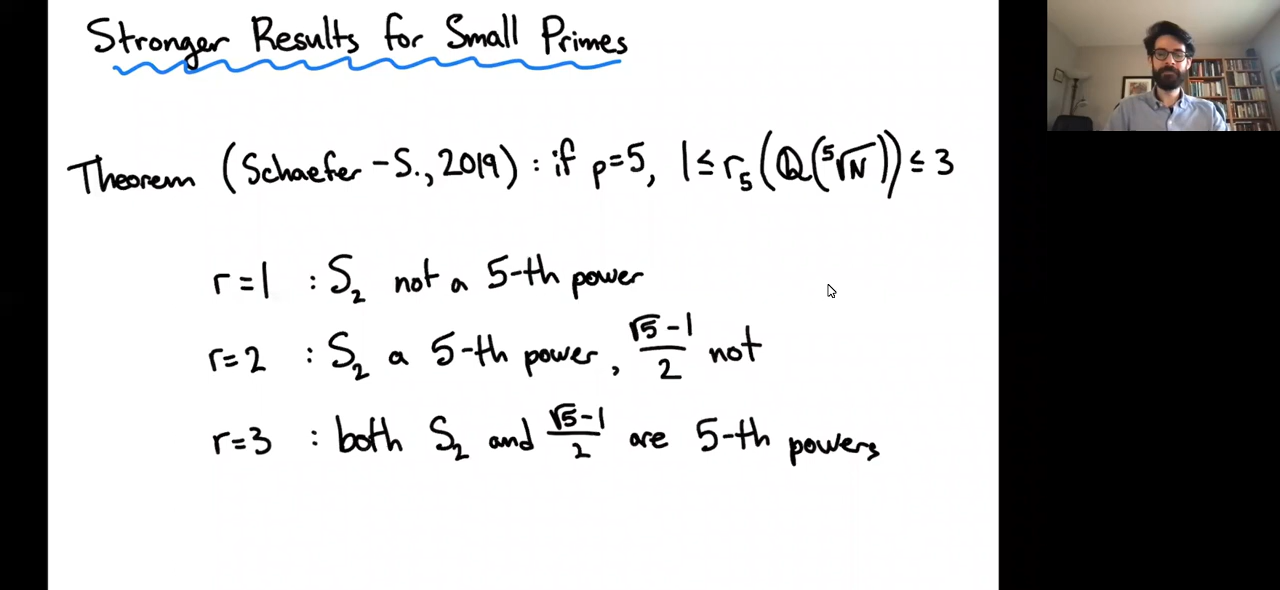 Stronger Results for Small Primes
Theorem (Schaefer-S., 2019): if p=5, 1 ≤ r₅(ℚ(⁵√N)) ≤ 3
r=1 : S₂ not a 5-th power
r=2 : S₂ a 5-th power, (√5-1)/2 not
r=3 : both S₂ and (√5-1)/2 are 5-th powers